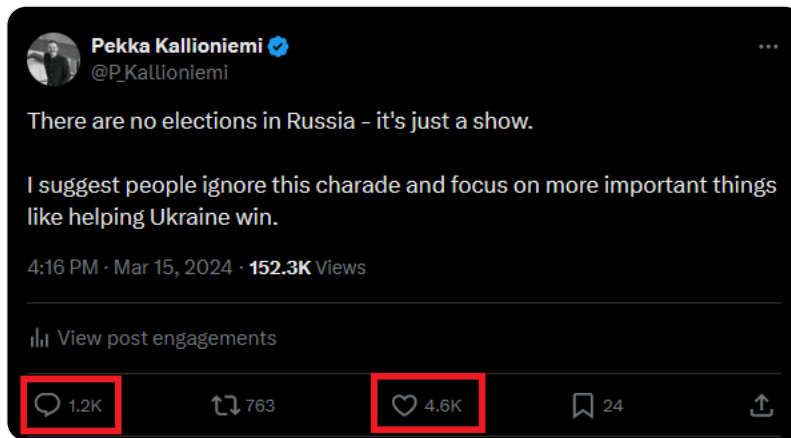 Pekka Kallioniemi
@P_Kallioniemi
There are no elections in Russia - it's just a show.
I suggest people ignore this charade and focus on more important things
like helping Ukraine win.
4:16 PM · Mar 15, 2024 · 152.3K Views
View post engagements
1.2K 763 4.6K 24